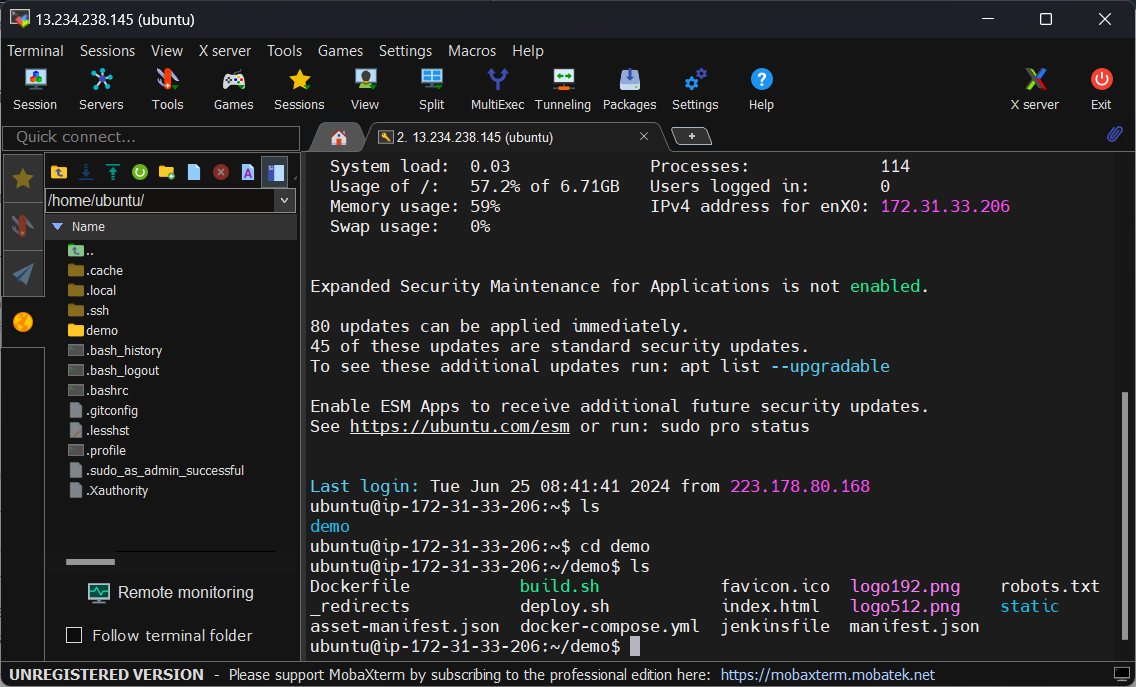 13.234.238.145 (ubuntu)
Terminal Sessions View X server Tools Games Settings Macros Help
Session Servers Tools Games Sessions View Split MultiExec Tunneling Packages Settings Help X server Exit
Quick connect...
2. 13.234.238.145 (ubuntu)
/home/ubuntu/
Name
..
.cache
.local
.ssh
demo
.bash_history
.bash_logout
.bashrc
.gitconfig
.lesshst
.profile
.sudo_as_admin_successful
.Xauthority
Remote monitoring
Follow terminal folder
System load: 0.03 Processes: 114
Usage of /: 57.2% of 6.71GB Users logged in: 0
Memory usage: 59% IPv4 address for enX0: 172.31.33.206
Swap usage: 0%
Expanded Security Maintenance for Applications is not enabled.
80 updates can be applied immediately.
45 of these updates are standard security updates.
To see these additional updates run: apt list --upgradable
Enable ESM Apps to receive additional future security updates.
See https://ubuntu.com/esm or run: sudo pro status
Last login: Tue Jun 25 08:41:41 2024 from 223.178.80.168
ubuntu@ip-172-31-33-206:~$ ls
demo
ubuntu@ip-172-31-33-206:~$ cd demo
ubuntu@ip-172-31-33-206:~/demo$ ls
Dockerfile build.sh favicon.ico logo192.png robots.txt
_redirects deploy.sh index.html logo512.png static
asset-manifest.json docker-compose.yml jenkinsfile manifest.json
ubuntu@ip-172-31-33-206:~/demo$
UNREGISTERED VERSION - Please support MobaXterm by subscribing to the professional edition here: https://mobaxterm.mobatek.net